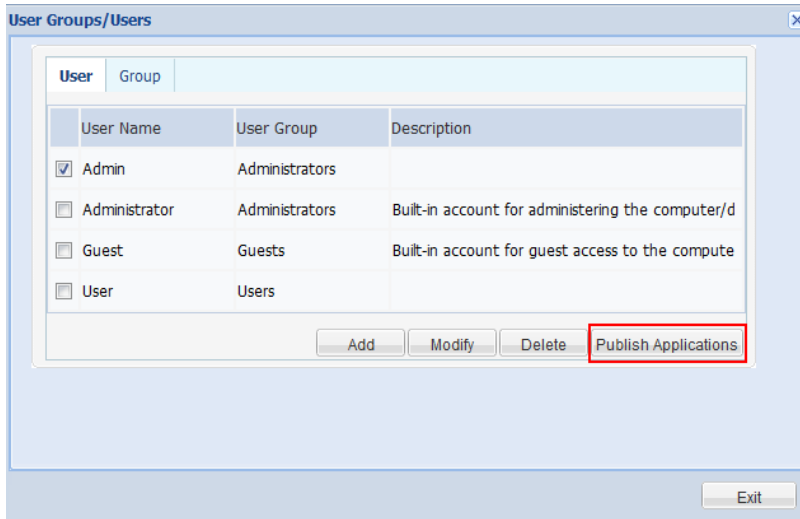 User Groups/Users
User Group
User Name User Group Description
Admin Administrators
Administrator Administrators Built-in account for administering the computer/d
Guest Guests Built-in account for guest access to the compute
User Users
Add Modify Delete Publish Applications
Exit